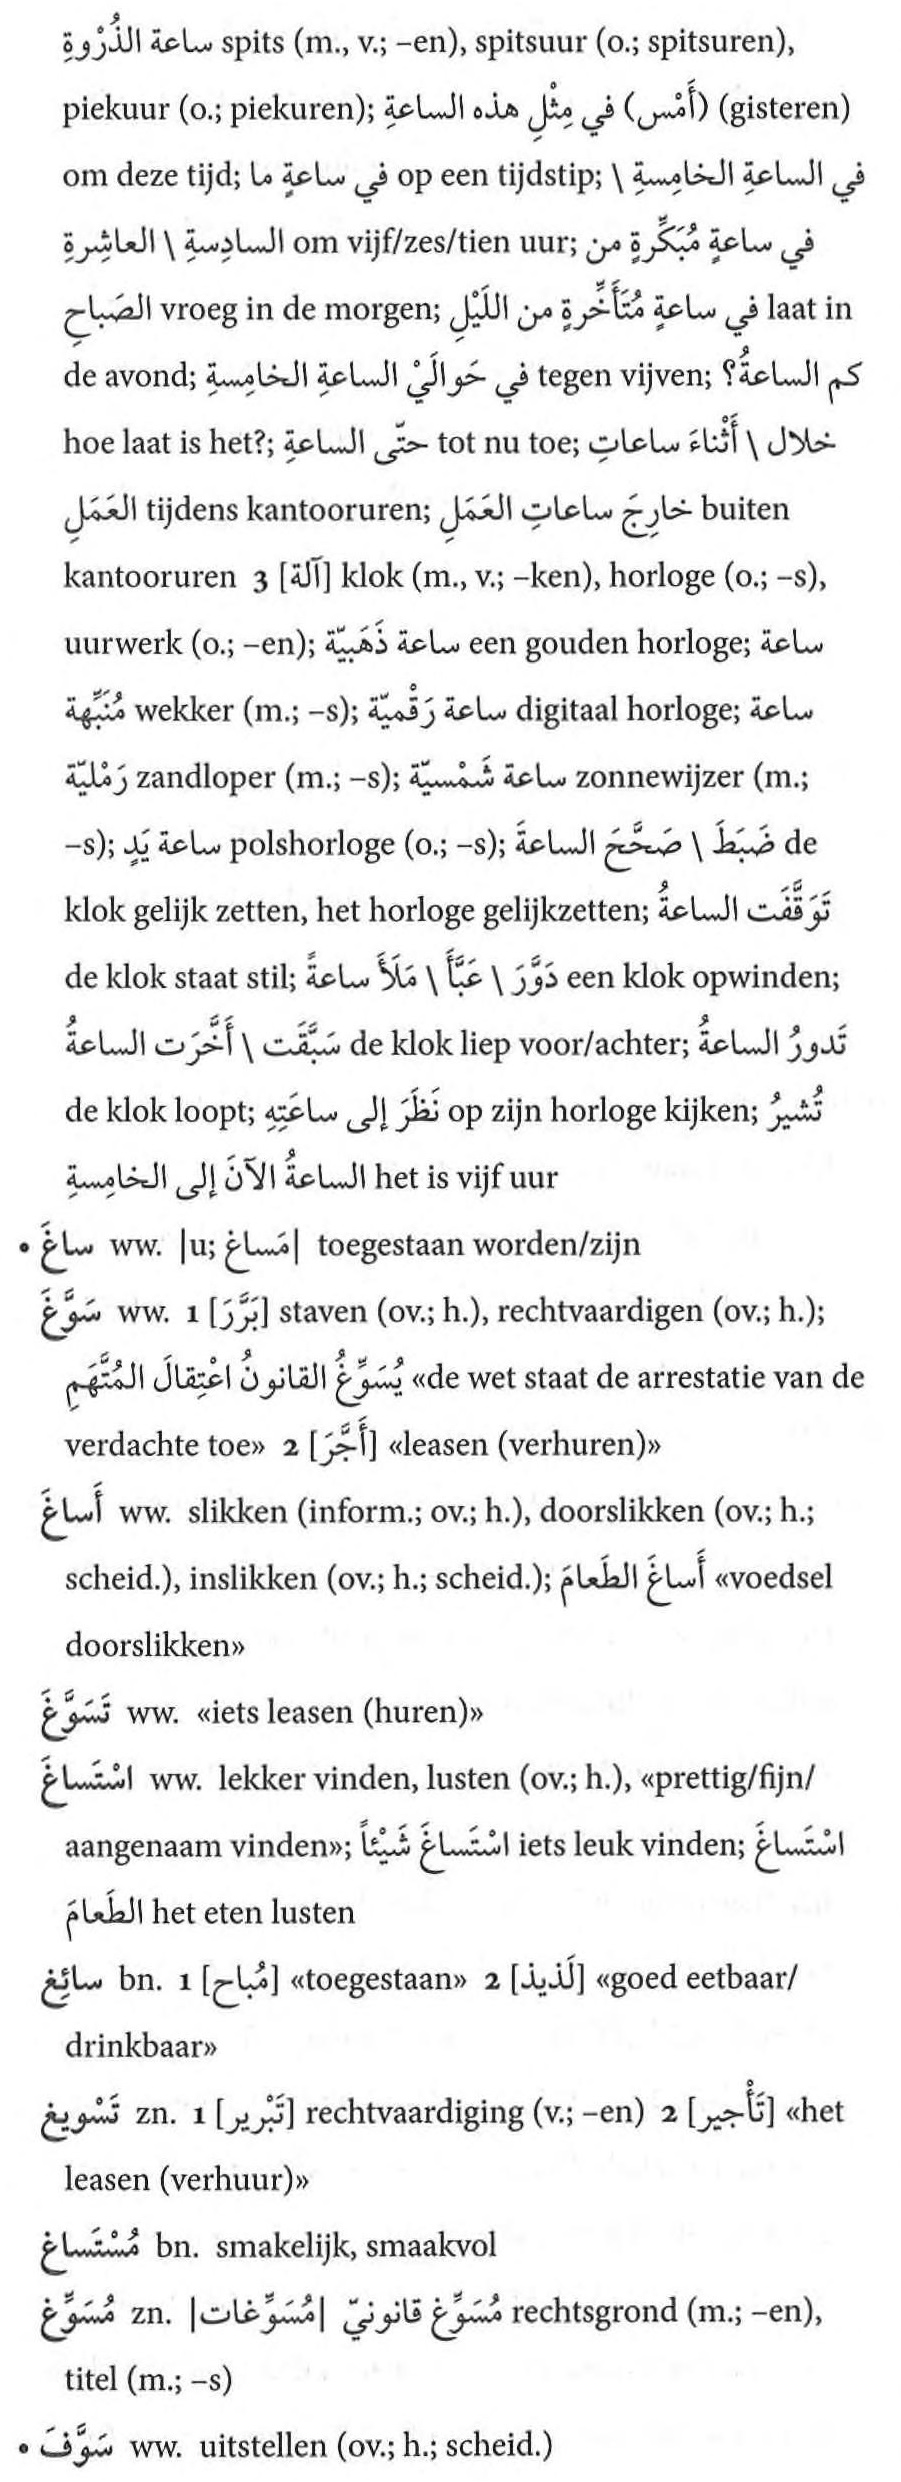 ساعة الذُرْوةِ spits (m., v.; –en), spitsuur (o.; spitsuren),
piekuur (o.; piekuren); (أَمْس) في مِثْلِ هذه الساعةِ (gisteren)
om deze tijd; في ساعةٍ ما op een tijdstip; في الساعةِ الخامِسةِ \
السادِسةِ \ العاشِرةِ om vijf/zes/tien uur; في ساعةٍ مُبَكِّرةٍ من
الصَباحِ vroeg in de morgen; في ساعةٍ مُتَأَخِّرةٍ من اللَيْلِ laat in
de avond; في حَوالَيْ الساعةِ الخامِسةِ tegen vijven; كم الساعةُ؟
hoe laat is het?; حتّى الساعةِ tot nu toe; خلال \ أَثْناءَ ساعاتِ
العَمَلِ tijdens kantooruren; خارِجَ ساعاتِ العَمَلِ buiten
kantooruren 3 [آلة] klok (m., v.; –ken), horloge (o.; –s),
uurwerk (o.; –en); ساعة ذَهَبيّة een gouden horloge; ساعة
مُنَبِّهة wekker (m.; –s); ساعة رَقْميّة digitaal horloge; ساعة
رَمْليّة zandloper (m.; –s); ساعة شَمْسيّة zonnewijzer (m.;
–s); ساعة يَدٍ polshorloge (o.; –s); ضَبَطَ \ صَحَّحَ الساعةَ de
klok gelijk zetten, het horloge gelijkzetten; تَوَقَّفَت الساعةُ
de klok staat stil; دَوَّرَ \ عَبَّأَ \ مَلَأَ ساعةً een klok opwinden;
سَبَّقَت \ أَخَّرَت الساعةُ de klok liep voor/achter; تَدورُ الساعةُ
de klok loopt; نَظَرَ إلى ساعَتِهِ op zijn horloge kijken; تُشيرُ
الساعةُ الآنَ إلى الخامِسةِ het is vijf uur
• ساغَ ww. |u; مَساغ| toegestaan worden/zijn
سَوَّغَ ww. 1 [بَرَّرَ] staven (ov.; h.), rechtvaardigen (ov.; h.);
يُسَوِّغُ القانونُ اعْتِقالَ المُتَّهَمِ «de wet staat de arrestatie van de
verdachte toe» 2 [أَجَّرَ] «leasen (verhuren)»
أَساغَ ww. slikken (inform.; ov.; h.), doorslikken (ov.; h.;
scheid.), inslikken (ov.; h.; scheid.); أَساغَ الطَعامَ «voedsel
doorslikken»
تَسَوَّغَ ww. «iets leasen (huren)»
اسْتَساغَ ww. lekker vinden, lusten (ov.; h.), «prettig/fijn/
aangenaam vinden»; اسْتَساغَ شَيْئاً iets leuk vinden; اسْتَساغَ
الطَعامَ het eten lusten
سائِغ bn. 1 [مُباح] «toegestaan» 2 [لَذيذ] «goed eetbaar/
drinkbaar»
تَسْويغ zn. 1 [تَبْرير] rechtvaardiging (v.; –en) 2 [تَأْجير] «het
leasen (verhuur)»
مُسْتَساغ bn. smakelijk, smaakvol
مُسَوِّغ zn. |مُسَوِّغات| مُسَوِّغ قانونيّ rechtsgrond (m.; –en),
titel (m.; –s)
• سَوَّفَ ww. uitstellen (ov.; h.; scheid.)